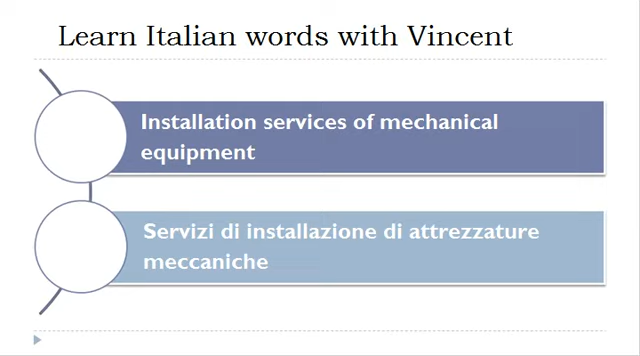 Learn Italian words with Vincent
Installation services of mechanical
equipment
Servizi di installazione di attrezzature
meccaniche